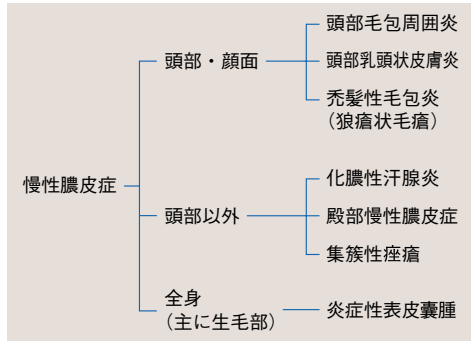 慢性膿皮症
頭部・顔面
頭部毛包周囲炎
頭部乳頭状皮膚炎
禿髪性毛包炎
（狼瘡状毛瘡）
頭部以外
化膿性汗腺炎
殿部慢性膿皮症
集簇性痤瘡
全身
（主に生毛部）
炎症性表皮囊腫